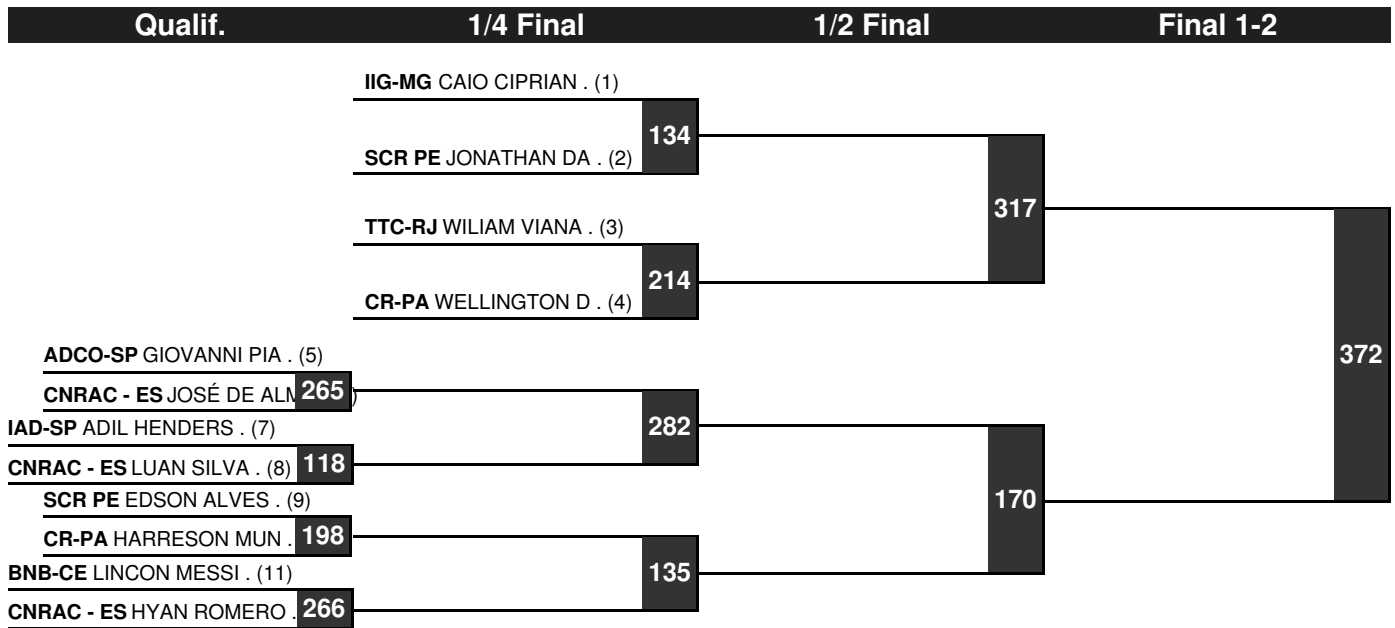 Qualif. 1/4 Final 1/2 Final Final 1-2
IIG-MG CAIO CIPRIAN . (1)
134
SCR PE JONATHAN DA . (2)
317
TTC-RJ WILIAM VIANA . (3)
214
CR-PA WELLINGTON D . (4)
372
ADCO-SP GIOVANNI PIA . (5)
265
CNRAC - ES JOSÉ DE ALM
282
IAD-SP ADIL HENDERS . (7)
118
CNRAC - ES LUAN SILVA . (8)
170
SCR PE EDSON ALVES . (9)
198
CR-PA HARRESON MUN .
135
BNB-CE LINCON MESSI . (11)
266
CNRAC - ES HYAN ROMERO .